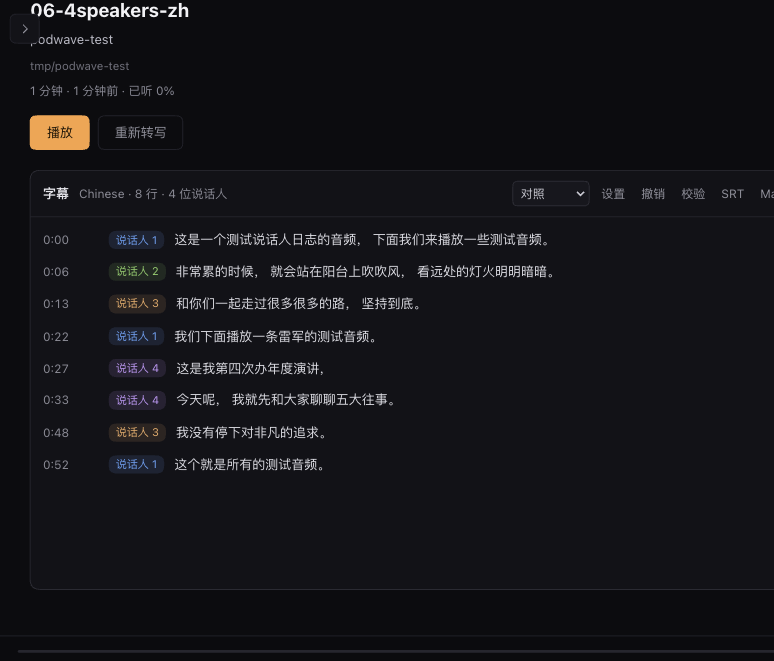 06-4speakers-zh
podwave-test
tmp/podwave-test
1 分钟 · 1 分钟前 · 已听 0%
播放 重新转写
字幕 Chinese · 8 行 · 4 位说话人 对照 设置 撤销 校验 SRT Ma
0:00 说话人 1 这是一个测试说话人日志的音频， 下面我们来播放一些测试音频。
0:06 说话人 2 非常累的时候， 就会站在阳台上吹吹风， 看远处的灯火明明暗暗。
0:13 说话人 3 和你们一起走过很多很多的路， 坚持到底。
0:22 说话人 1 我们下面播放一条雷军的测试音频。
0:27 说话人 4 这是我第四次办年度演讲，
0:33 说话人 4 今天呢， 我就先和大家聊聊五大往事。
0:48 说话人 3 我没有停下对非凡的追求。
0:52 说话人 1 这个就是所有的测试音频。